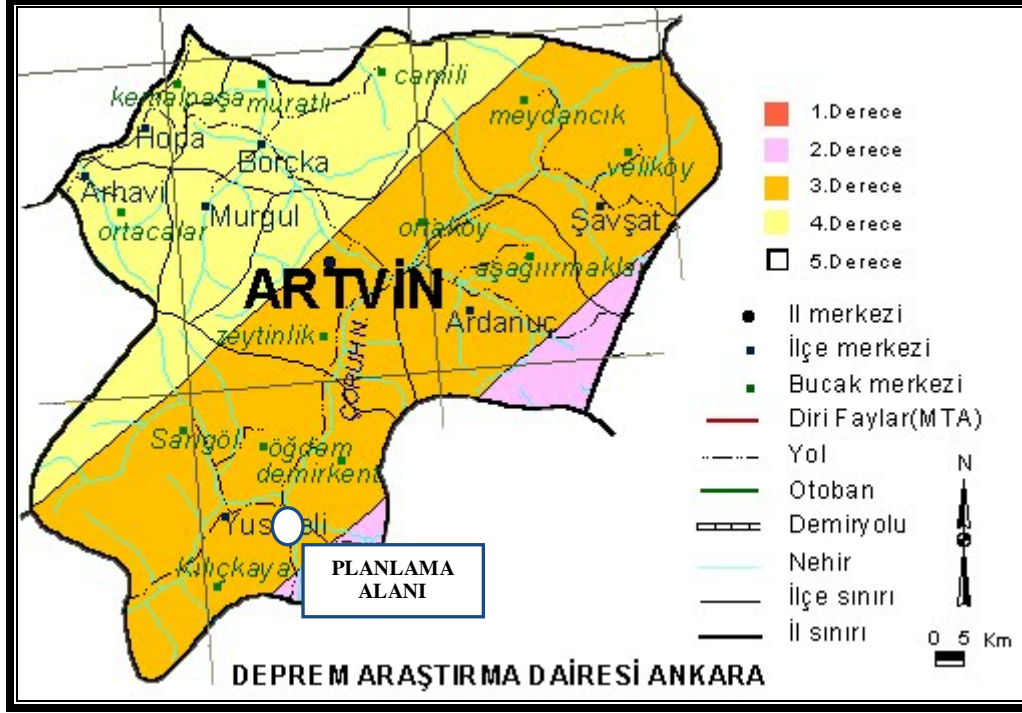 kemalpaşa
muratlı
camili
Hopa
Borçka
meydancık
Arhavi
veliköy
ortacalar
Murgul
Şavşat
ortaköy
aşağıırmaklar
ARTVİN
Ardanuç
zeytinlik
ÇORUH N
Sarıgöl
öğdem
demirkent
Kılıçkaya
PLANLAMA
ALANI
1.Derece
2.Derece
3.Derece
4.Derece
5.Derece
Il merkezi
İlçe merkezi
Bucak merkezi
Diri Faylar(MTA)
Yol
Otoban
Demiryolu
Nehir
İlçe sınırı
İl sınırı
N
0 5 Km
DEPREM ARAŞTIRMA DAİRESİ ANKARA